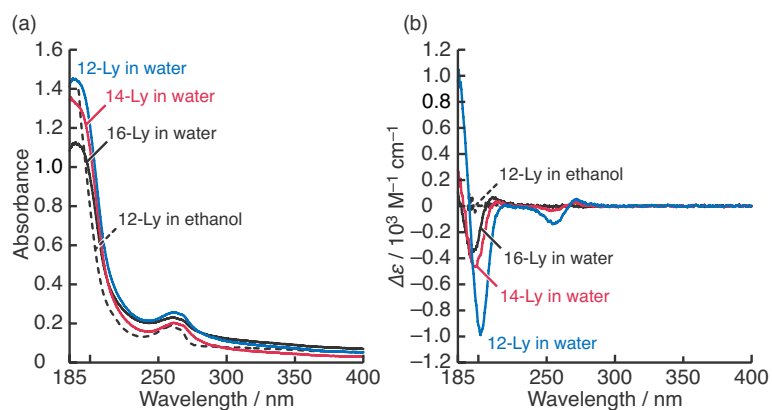 (a)
1.6
1.4
1.2
1.0
0.8
0.6
0.4
0.2
0
Absorbance
12-Ly in water
14-Ly in water
16-Ly in water
12-Ly in ethanol
185 250 300 350 400
Wavelength / nm
(b)
1.2
1.0
0.8
0.6
0.4
0.2
0
−0.2
−0.4
−0.6
−0.8
−1.0
−1.2
Δε / 10³ M⁻¹ cm⁻¹
12-Ly in ethanol
16-Ly in water
14-Ly in water
12-Ly in water
185 250 300 350 400
Wavelength / nm